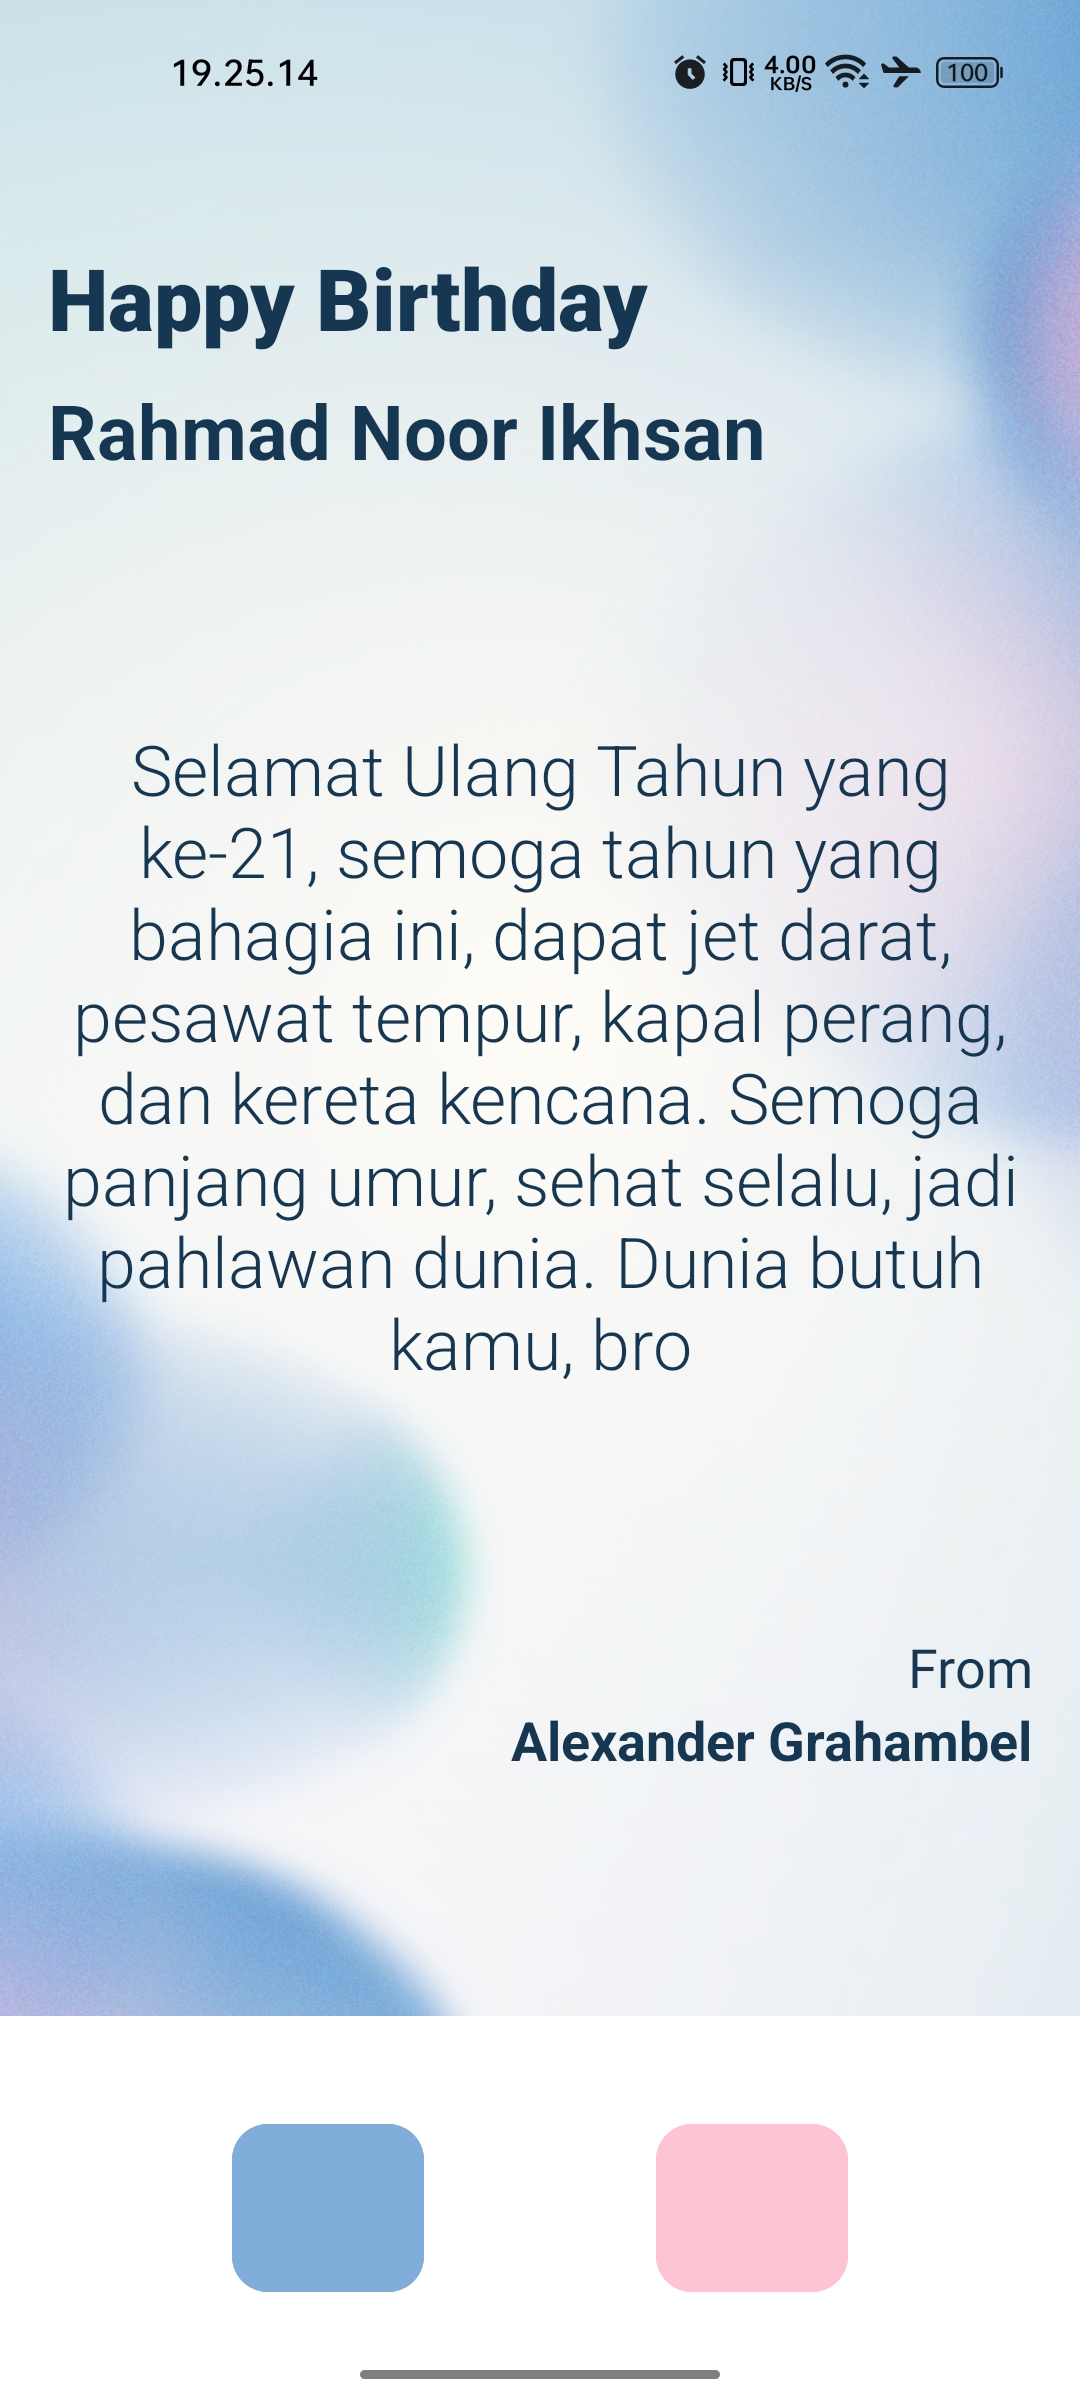 19.25.14
4.00
KB/S
100
Happy Birthday
Rahmad Noor Ikhsan
Selamat Ulang Tahun yang
ke-21, semoga tahun yang
bahagia ini, dapat jet darat,
pesawat tempur, kapal perang,
dan kereta kencana. Semoga
panjang umur, sehat selalu, jadi
pahlawan dunia. Dunia butuh
kamu, bro
From
Alexander Grahambel